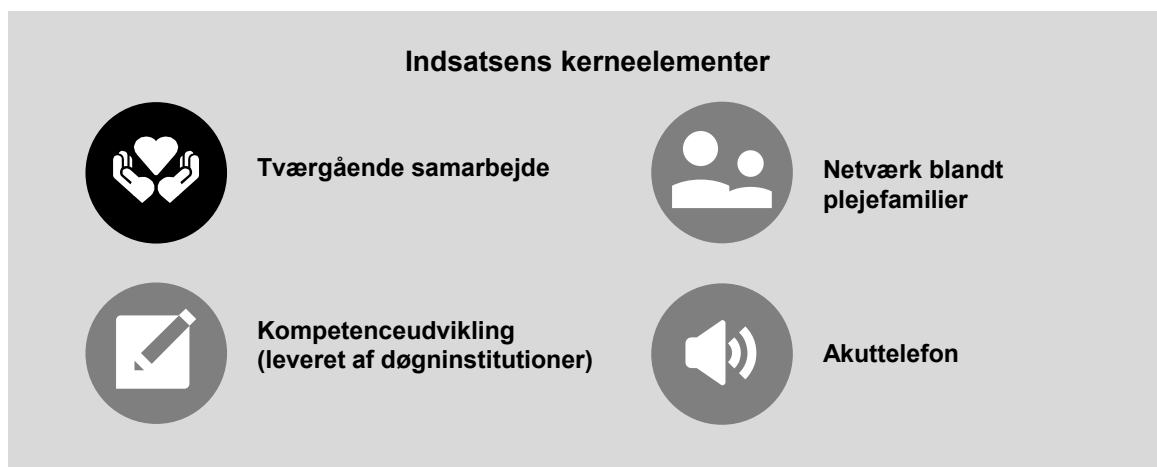 Indsatsens kerneelementer
Tværgående samarbejde
Netværk blandt
plejefamilier
Kompetenceudvikling
(leveret af døgninstitutioner)
Akuttelefon